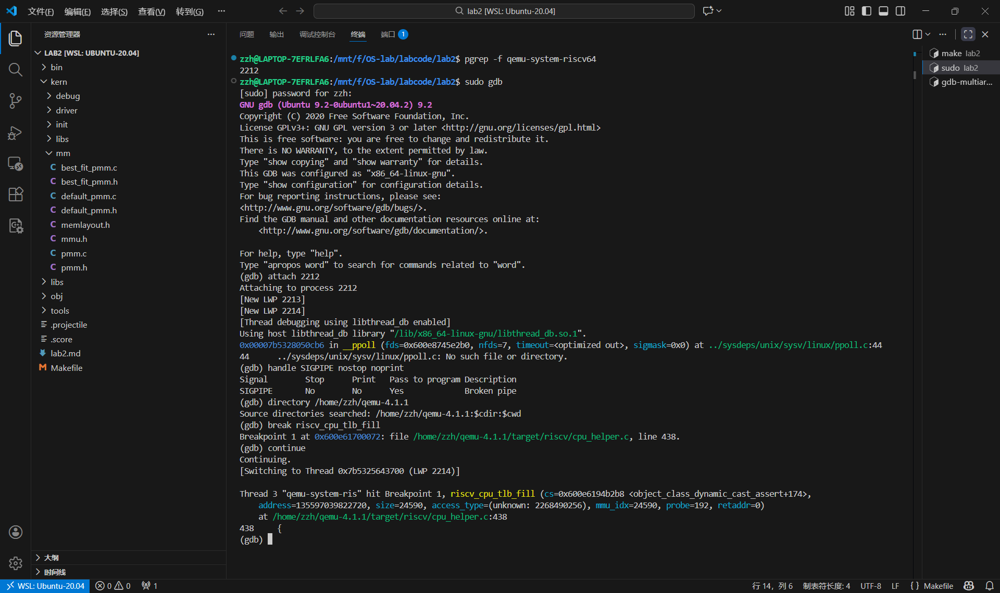 文件(F) 编辑(E) 选择(S) 查看(V) 转到(G) ··· lab2 [WSL: Ubuntu-20.04]
资源管理器 ···
LAB2 [WSL: UBUNTU-20.04]
bin
kern
debug
driver
init
libs
mm
C best_fit_pmm.c
C best_fit_pmm.h
C default_pmm.c
C default_pmm.h
C memlayout.h
C mmu.h
C pmm.c
C pmm.h
libs
obj
tools
.projectile
.score
lab2.md
M Makefile
大纲
时间线
问题 输出 调试控制台 终端 端口 1
zzh@LAPTOP-7EFRLFA6:/mnt/f/OS-lab/labcode/lab2$ pgrep -f qemu-system-riscv64
2212
zzh@LAPTOP-7EFRLFA6:/mnt/f/OS-lab/labcode/lab2$ sudo gdb
[sudo] password for zzh:
GNU gdb (Ubuntu 9.2-0ubuntu1~20.04.2) 9.2
Copyright (C) 2020 Free Software Foundation, Inc.
License GPLv3+: GNU GPL version 3 or later <http://gnu.org/licenses/gpl.html>
This is free software: you are free to change and redistribute it.
There is NO WARRANTY, to the extent permitted by law.
Type "show copying" and "show warranty" for details.
This GDB was configured as "x86_64-linux-gnu".
Type "show configuration" for configuration details.
For bug reporting instructions, please see:
<http://www.gnu.org/software/gdb/bugs/>.
Find the GDB manual and other documentation resources online at:
    <http://www.gnu.org/software/gdb/documentation/>.
For help, type "help".
Type "apropos word" to search for commands related to "word".
(gdb) attach 2212
Attaching to process 2212
[New LWP 2213]
[New LWP 2214]
[Thread debugging using libthread_db enabled]
Using host libthread_db library "/lib/x86_64-linux-gnu/libthread_db.so.1".
0x00007b5328050cb6 in __ppoll (fds=0x600e8745e2b0, nfds=7, timeout=<optimized out>, sigmask=0x0) at ../sysdeps/unix/sysv/linux/ppoll.c:44
44      ../sysdeps/unix/sysv/linux/ppoll.c: No such file or directory.
(gdb) handle SIGPIPE nostop noprint
Signal        Stop      Print   Pass to program Description
SIGPIPE       No        No      Yes             Broken pipe
(gdb) directory /home/zzh/qemu-4.1.1
Source directories searched: /home/zzh/qemu-4.1.1:$cdir:$cwd
(gdb) break riscv_cpu_tlb_fill
Breakpoint 1 at 0x600e61700072: file /home/zzh/qemu-4.1.1/target/riscv/cpu_helper.c, line 438.
(gdb) continue
Continuing.
[Switching to Thread 0x7b5325643700 (LWP 2214)]
Thread 3 "qemu-system-ris" hit Breakpoint 1, riscv_cpu_tlb_fill (cs=0x600e6194b2b8 <object_class_dynamic_cast_assert+174>,
    address=135597039822720, size=24590, access_type=(unknown: 2268490256), mmu_idx=24590, probe=192, retaddr=0)
    at /home/zzh/qemu-4.1.1/target/riscv/cpu_helper.c:438
438     {
(gdb)
make lab2
sudo lab2
gdb-multiar...
WSL: Ubuntu-20.04 0 0 1 行 14，列 6 制表符长度: 4 UTF-8 LF { } Makefile